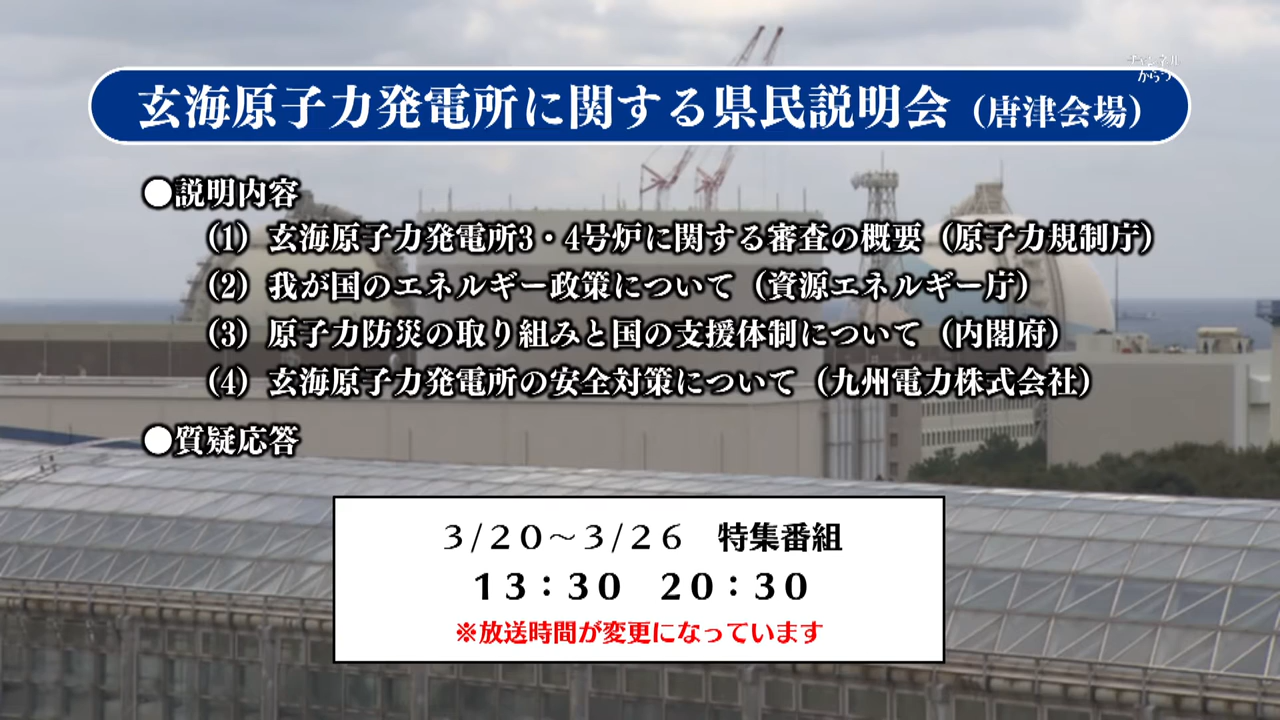 チャンネル
からつ
玄海原子力発電所に関する県民説明会（唐津会場）
●説明内容
（1）玄海原子力発電所3・4号炉に関する審査の概要（原子力規制庁）
（2）我が国のエネルギー政策について（資源エネルギー庁）
（3）原子力防災の取り組みと国の支援体制について（内閣府）
（4）玄海原子力発電所の安全対策について（九州電力株式会社）
●質疑応答
３/２０～３/２６　特集番組
１３：３０　２０：３０
※放送時間が変更になっています